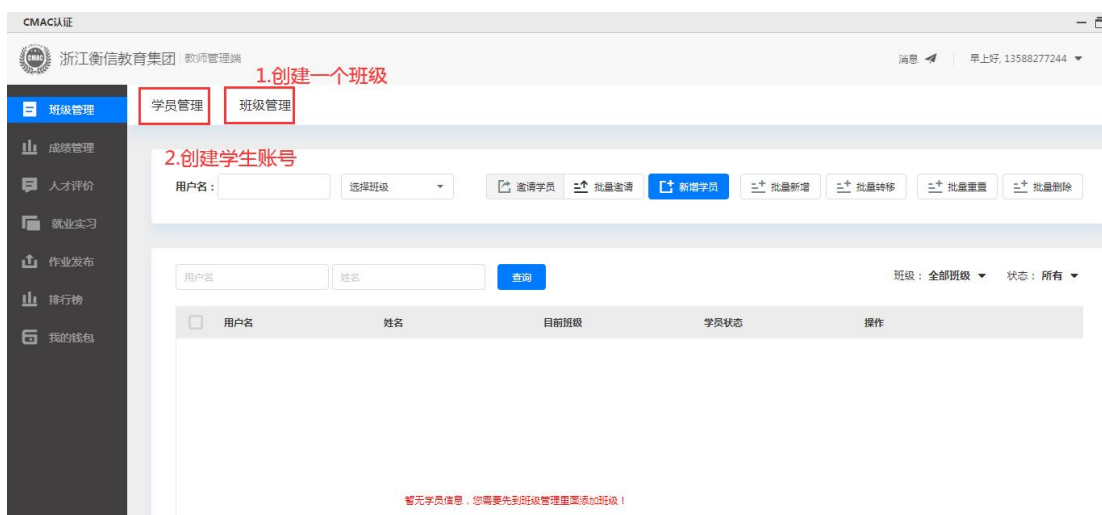 CMAC认证
CMAC 浙江衡信教育集团 教师管理端 消息 早上好, 13588277244
1.创建一个班级
班级管理 学员管理 班级管理
成绩管理
2.创建学生账号
人才评价 用户名： 选择班级 邀请学员 批量邀请 新增学员 批量新增 批量转移 批量重置 批量删除
就业实习
作业发布
用户名 姓名 查询 班级： 全部班级 状态： 所有
排行榜
用户名 姓名 目前班级 学员状态 操作
我的钱包
暂无学员信息，您需要先到班级管理里面添加班级！